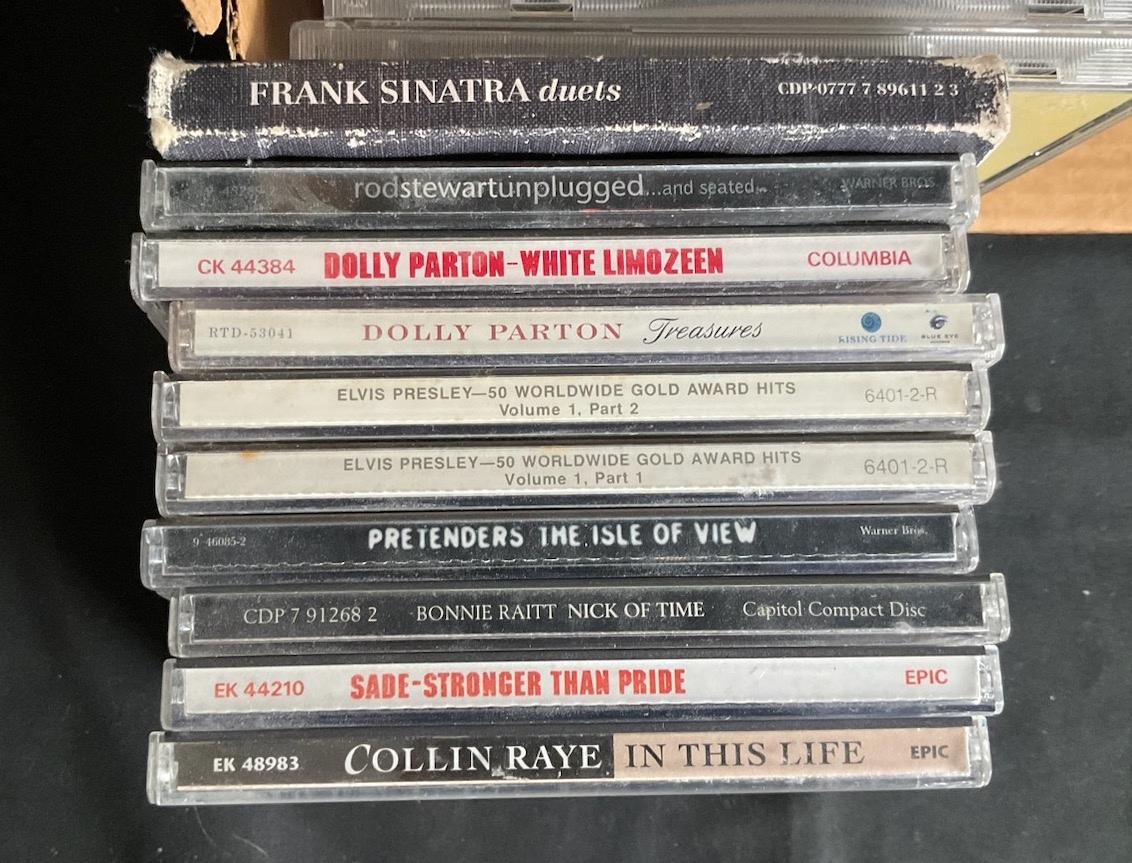 FRANK SINATRA duets CDP 0777 7 89611 2 3
rodstewartunplugged...and seated... WARNER BROS.
CK 44384 DOLLY PARTON-WHITE LIMOZEEN COLUMBIA
RTD-53041 DOLLY PARTON Treasures RISING TIDE BLUE EYE
ELVIS PRESLEY—50 WORLDWIDE GOLD AWARD HITS 6401-2-R
Volume 1, Part 2
ELVIS PRESLEY—50 WORLDWIDE GOLD AWARD HITS 6401-2-R
Volume 1, Part 1
9 46085-2 PRETENDERS THE ISLE OF VIEW Warner Bros.
CDP 7 91268 2 BONNIE RAITT NICK OF TIME Capitol Compact Disc
EK 44210 SADE-STRONGER THAN PRIDE EPIC
EK 48983 COLLIN RAYE IN THIS LIFE EPIC